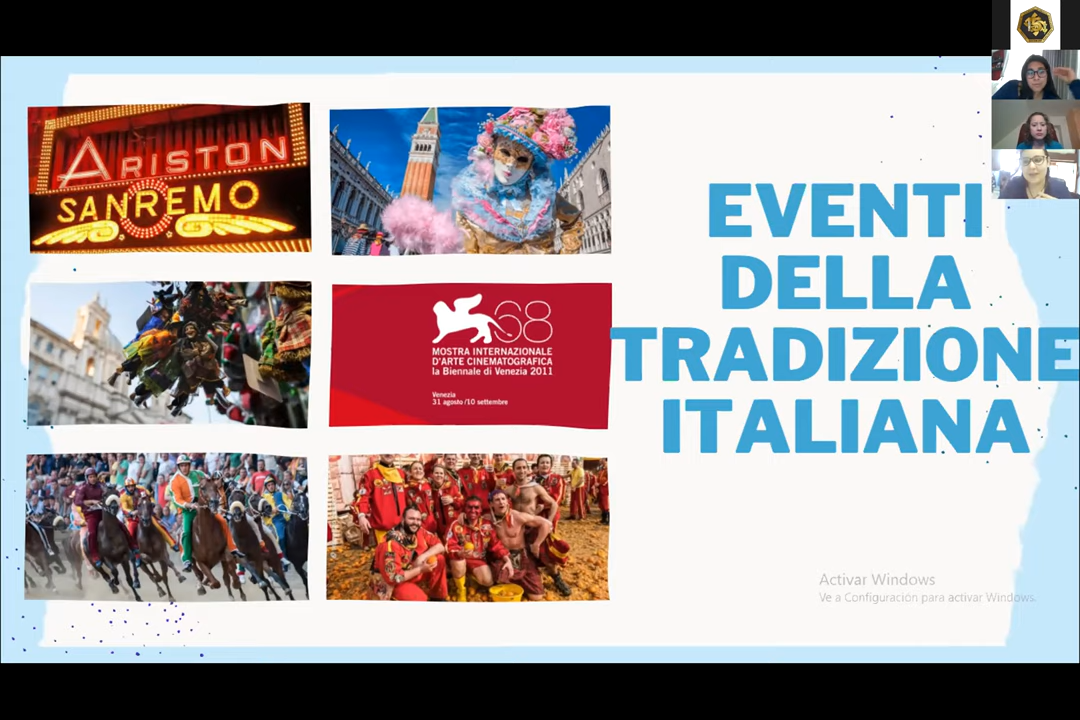 ARISTON
SANREMO
68
MOSTRA INTERNAZIONALE
D'ARTE CINEMATOGRAFICA
la Biennale di Venezia 2011
Venezia
31 agosto /10 settembre
EVENTI
DELLA
TRADIZIONE
ITALIANA
Activar Windows
Ve a Configuración para activar Windows.